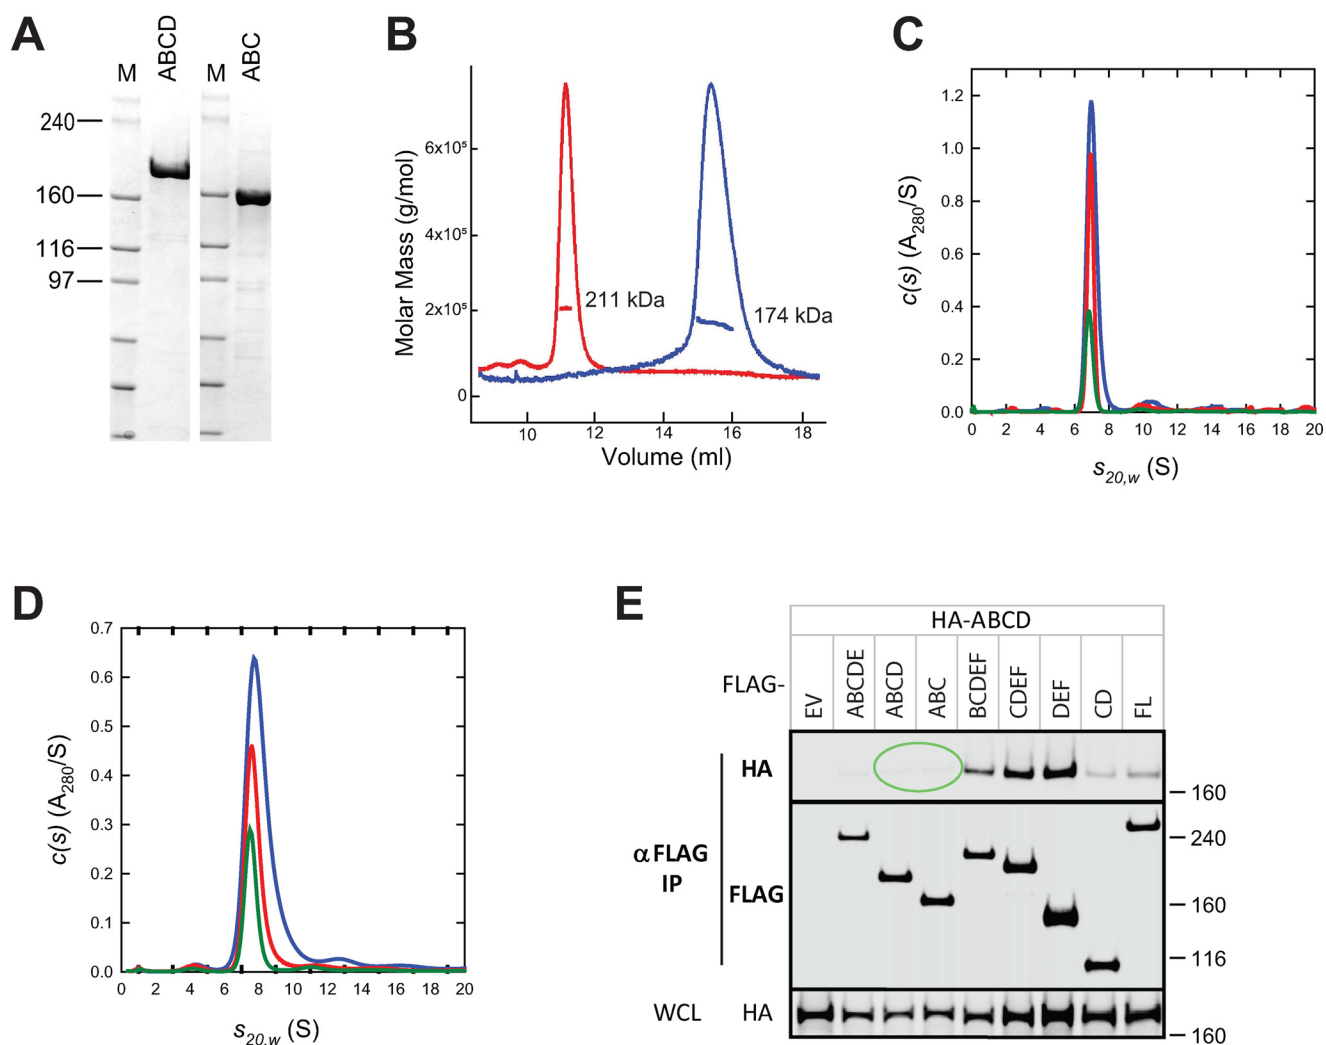 A
M
ABCD
M
ABC
240
160
116
97
B
Molar Mass (g/mol)
6x10⁵
4x10⁵
2x10⁵
0
211 kDa
174 kDa
10 12 14 16 18
Volume (ml)
C
c(s) (A280/S)
1.2
1.0
0.8
0.6
0.4
0.2
0.0
0 2 4 6 8 10 12 14 16 18 20
s20,w (S)
D
c(s) (A280/S)
0.7
0.6
0.5
0.4
0.3
0.2
0.1
0.0
0 2 4 6 8 10 12 14 16 18 20
s20,w (S)
E
HA-ABCD
FLAG- EV ABCDE ABCD ABC BCDEF CDEF DEF CD FL
HA
160
α FLAG IP
FLAG
240
160
116
WCL HA
160